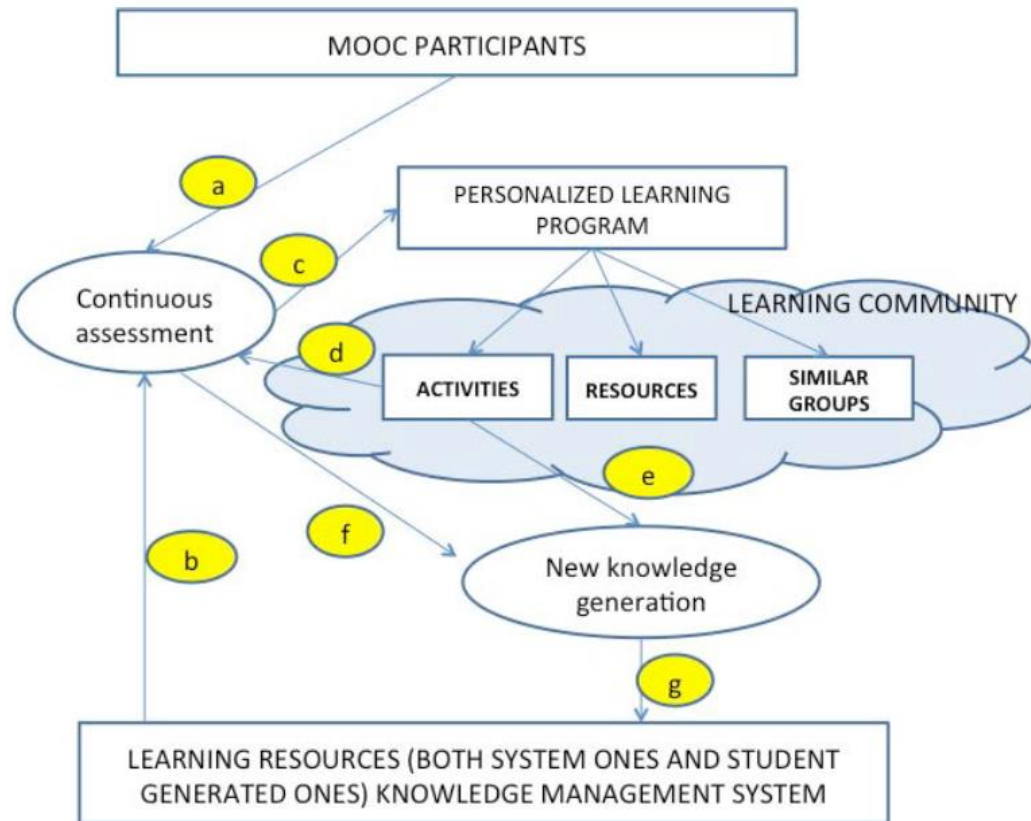 MOOC PARTICIPANTS
a
PERSONALIZED LEARNING
PROGRAM
c
Continuous
assessment
LEARNING COMMUNITY
d
ACTIVITIES
RESOURCES
SIMILAR
GROUPS
e
f
b
New knowledge
generation
g
LEARNING RESOURCES (BOTH SYSTEM ONES AND STUDENT
GENERATED ONES) KNOWLEDGE MANAGEMENT SYSTEM